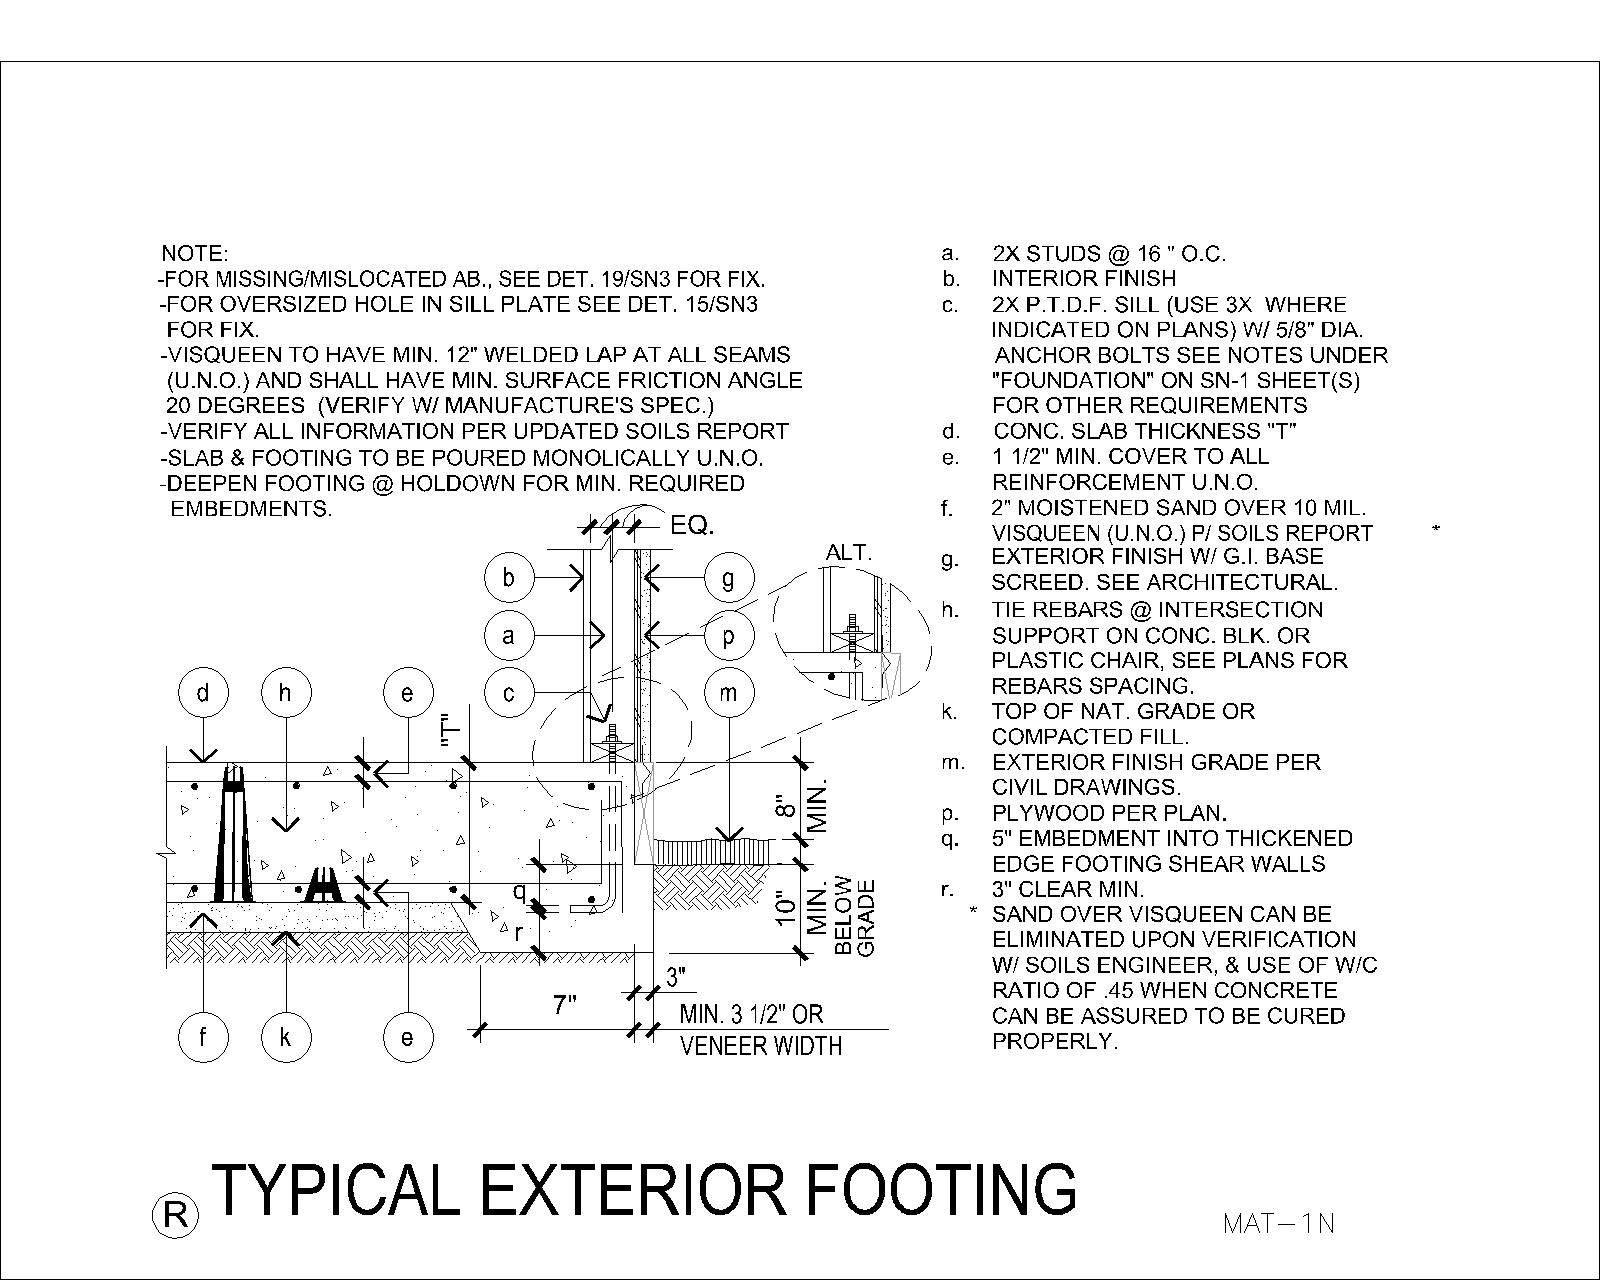 NOTE:
-FOR MISSING/MISLOCATED AB., SEE DET. 19/SN3 FOR FIX.
-FOR OVERSIZED HOLE IN SILL PLATE SEE DET. 15/SN3
FOR FIX.
-VISQUEEN TO HAVE MIN. 12" WELDED LAP AT ALL SEAMS
(U.N.O.) AND SHALL HAVE MIN. SURFACE FRICTION ANGLE
20 DEGREES (VERIFY W/ MANUFACTURE'S SPEC.)
-VERIFY ALL INFORMATION PER UPDATED SOILS REPORT
-SLAB & FOOTING TO BE POURED MONOLICALLY U.N.O.
-DEEPEN FOOTING @ HOLDOWN FOR MIN. REQUIRED
EMBEDMENTS.
a. 2X STUDS @ 16 " O.C.
b. INTERIOR FINISH
c. 2X P.T.D.F. SILL (USE 3X WHERE
INDICATED ON PLANS) W/ 5/8" DIA.
ANCHOR BOLTS SEE NOTES UNDER
"FOUNDATION" ON SN-1 SHEET(S)
FOR OTHER REQUIREMENTS
d. CONC. SLAB THICKNESS "T"
e. 1 1/2" MIN. COVER TO ALL
REINFORCEMENT U.N.O.
f. 2" MOISTENED SAND OVER 10 MIL.
VISQUEEN (U.N.O.) P/ SOILS REPORT *
g. EXTERIOR FINISH W/ G.I. BASE
SCREED. SEE ARCHITECTURAL.
h. TIE REBARS @ INTERSECTION
SUPPORT ON CONC. BLK. OR
PLASTIC CHAIR, SEE PLANS FOR
REBARS SPACING.
k. TOP OF NAT. GRADE OR
COMPACTED FILL.
m. EXTERIOR FINISH GRADE PER
CIVIL DRAWINGS.
p. PLYWOOD PER PLAN.
q. 5" EMBEDMENT INTO THICKENED
EDGE FOOTING SHEAR WALLS
r. 3" CLEAR MIN.
* SAND OVER VISQUEEN CAN BE
ELIMINATED UPON VERIFICATION
W/ SOILS ENGINEER, & USE OF W/C
RATIO OF .45 WHEN CONCRETE
CAN BE ASSURED TO BE CURED
PROPERLY.
EQ.
ALT.
b
g
a
p
d
h
e
c
m
"T"
8"
MIN.
q
r
10"
MIN.
BELOW
GRADE
3"
7"
MIN. 3 1/2" OR
VENEER WIDTH
f
k
e
R
TYPICAL EXTERIOR FOOTING
MAT-1N